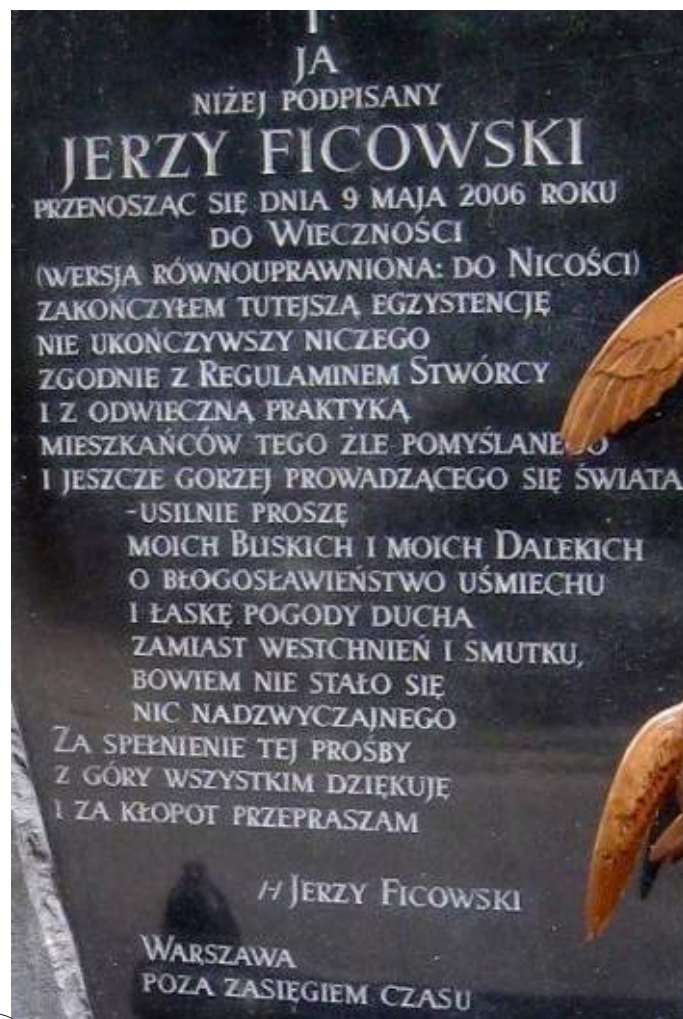 JA
NIŻEJ PODPISANY
JERZY FICOWSKI
PRZENOSZĄC SIĘ DNIA 9 MAJA 2006 ROKU
DO WIECZNOŚCI
(WERSJA RÓWNOUPRAWNIONA: DO NICOŚCI)
ZAKOŃCZYŁEM TUTEJSZĄ EGZYSTENCJĘ
NIE UKOŃCZYWSZY NICZEGO
ZGODNIE Z REGULAMINEM STWÓRCY
I Z ODWIECZNĄ PRAKTYKĄ
MIESZKAŃCÓW TEGO ŹLE POMYŚLANEGO
I JESZCZE GORZEJ PROWADZĄCEGO SIĘ ŚWIATA
-USILNIE PROSZĘ
MOICH BLISKICH I MOICH DALEKICH
O BŁOGOSŁAWIEŃSTWO UŚMIECHU
I ŁASKĘ POGODY DUCHA
ZAMIAST WESTCHNIEŃ I SMUTKU,
BOWIEM NIE STAŁO SIĘ
NIC NADZWYCZAJNEGO
ZA SPEŁNIENIE TEJ PROŚBY
Z GÓRY WSZYSTKIM DZIĘKUJĘ
I ZA KŁOPOT PRZEPRASZAM
/-/ JERZY FICOWSKI
WARSZAWA
POZA ZASIĘGIEM CZASU